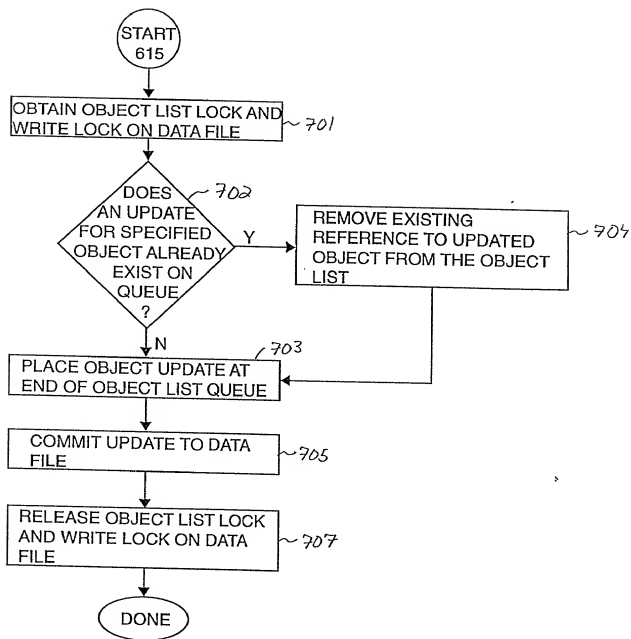 START
615
OBTAIN OBJECT LIST LOCK AND
WRITE LOCK ON DATA FILE
701
702
DOES
AN UPDATE
FOR SPECIFIED
OBJECT ALREADY
EXIST ON
QUEUE
?
Y
REMOVE EXISTING
REFERENCE TO UPDATED
OBJECT FROM THE OBJECT
LIST
704
N
703
PLACE OBJECT UPDATE AT
END OF OBJECT LIST QUEUE
COMMIT UPDATE TO DATA
FILE
705
RELEASE OBJECT LIST LOCK
AND WRITE LOCK ON DATA
FILE
707
DONE